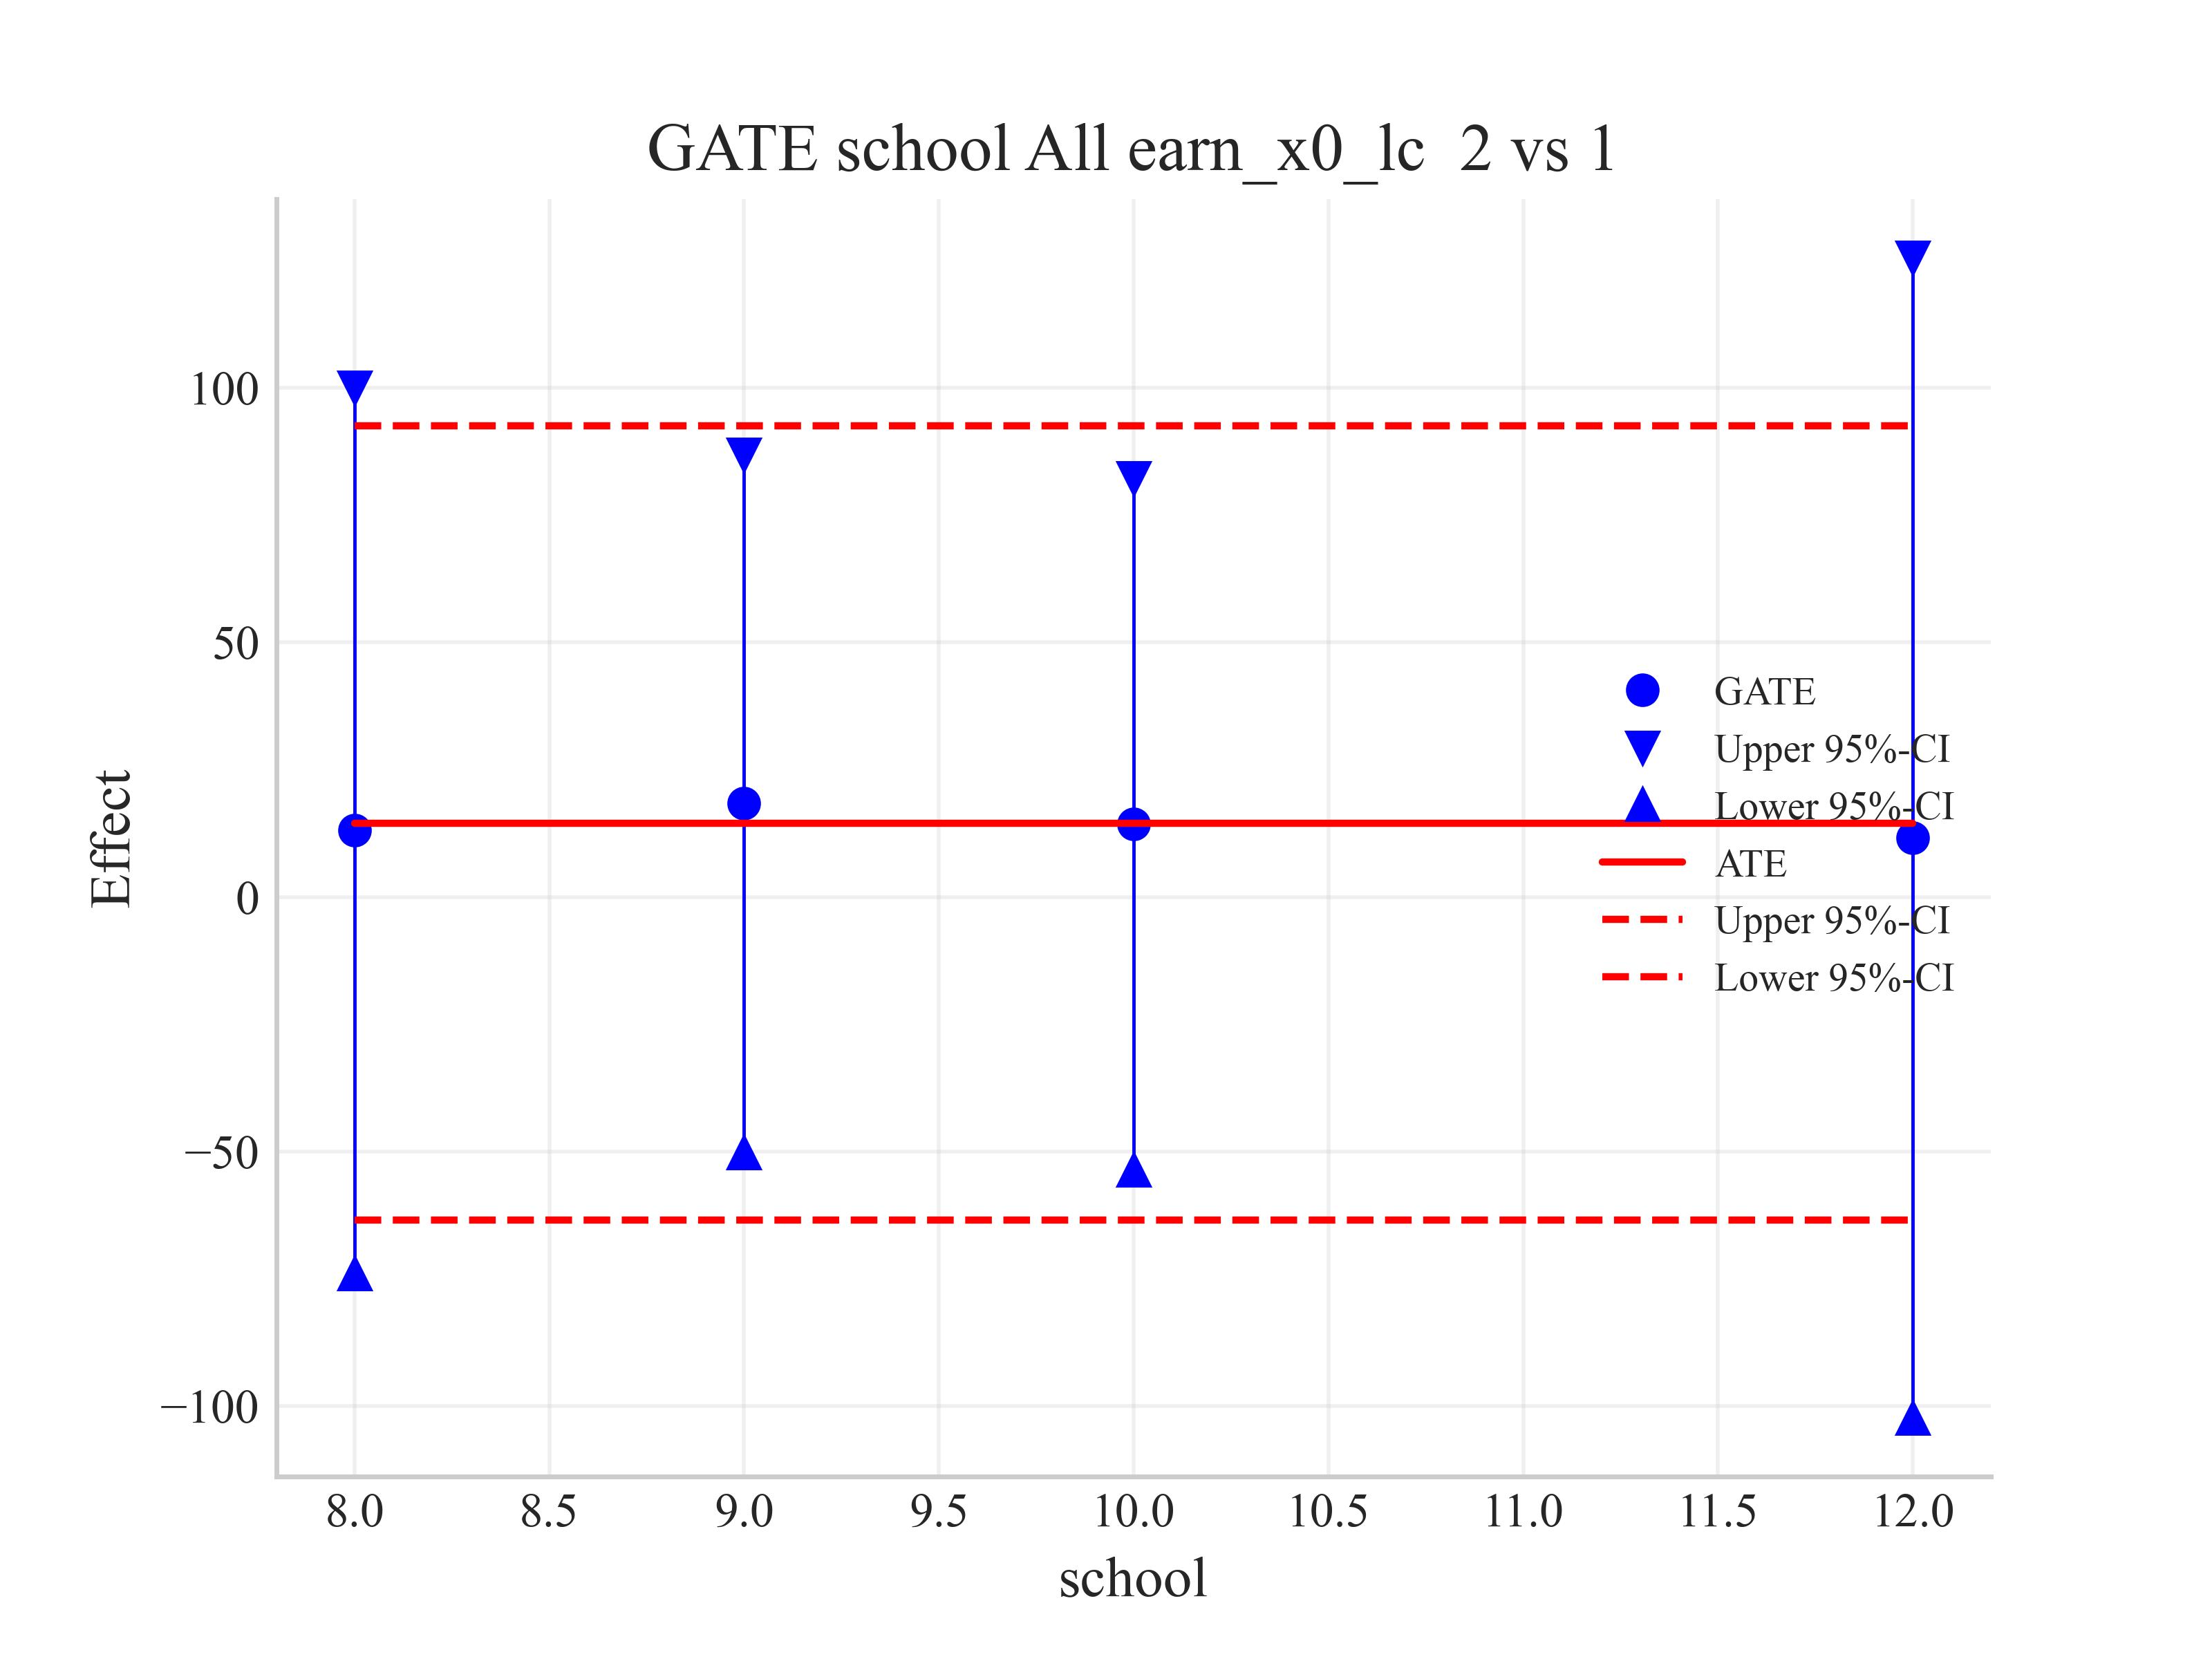 GATE school All earn_x0_lc  2 vs 1
Effect
100
50
0
−50
−100
GATE
Upper 95%-CI
Lower 95%-CI
ATE
Upper 95%-CI
Lower 95%-CI
8.0 8.5 9.0 9.5 10.0 10.5 11.0 11.5 12.0
school